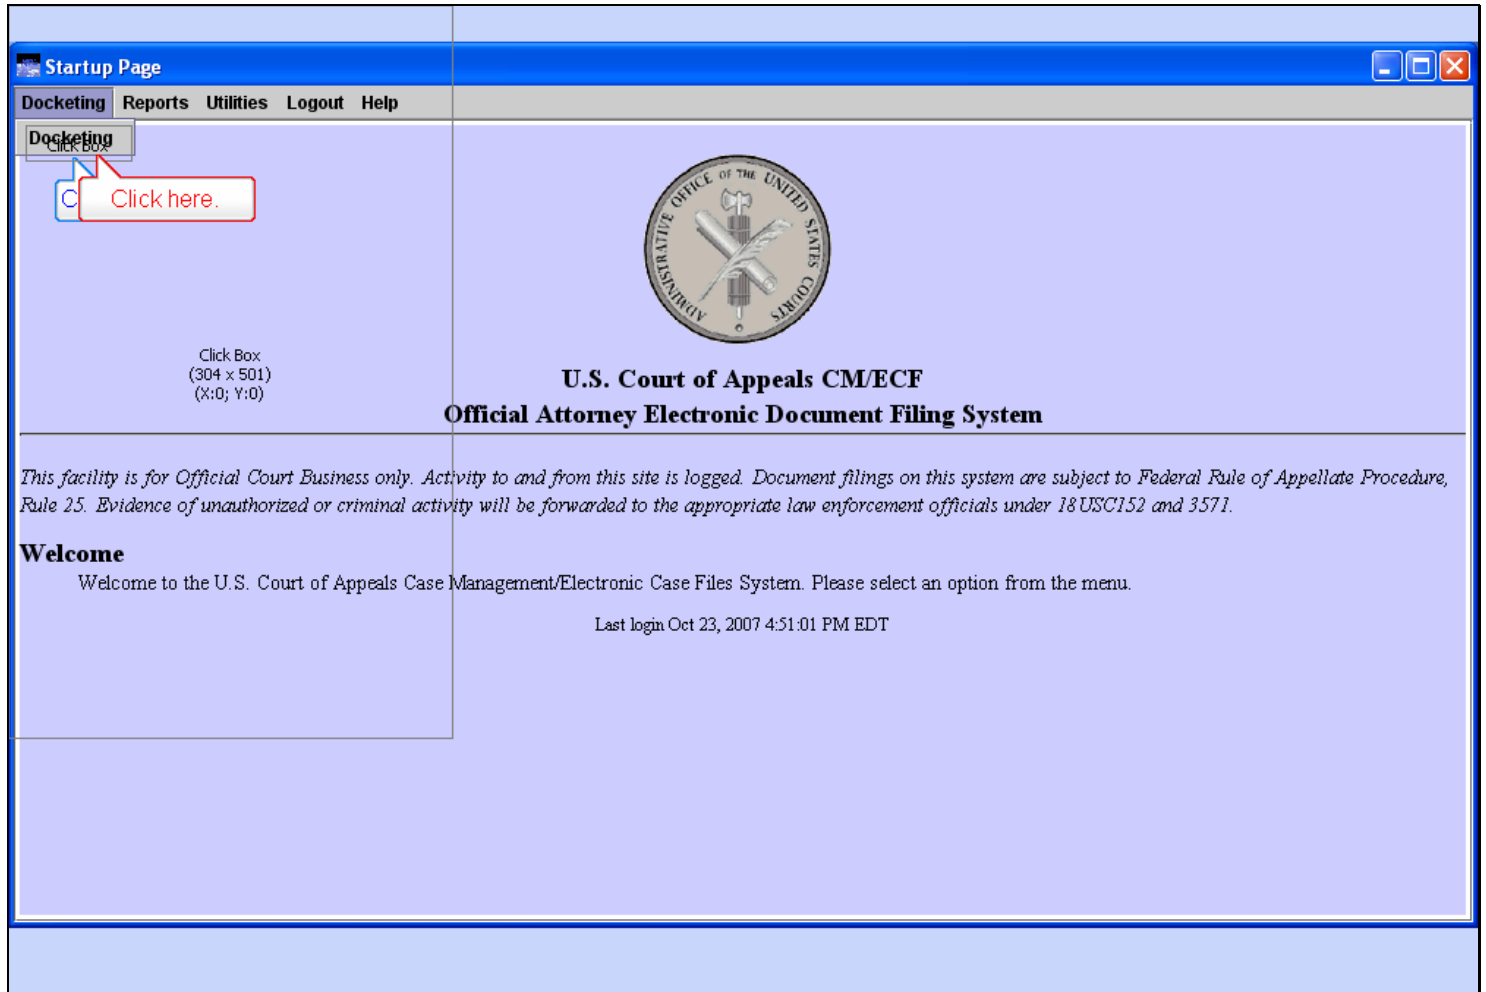 Startup Page
Docketing Reports Utilities Logout Help
Docketing
Click Box
C
Click here.
ADMINISTRATIVE OFFICE OF THE UNITED STATES COURTS
Click Box
(304 x 501)
(X:0; Y:0)
U.S. Court of Appeals CM/ECF
Official Attorney Electronic Document Filing System
This facility is for Official Court Business only. Activity to and from this site is logged. Document filings on this system are subject to Federal Rule of Appellate Procedure,
Rule 25. Evidence of unauthorized or criminal activity will be forwarded to the appropriate law enforcement officials under 18 USC152 and 3571.
Welcome
Welcome to the U.S. Court of Appeals Case Management/Electronic Case Files System. Please select an option from the menu.
Last login Oct 23, 2007 4:51:01 PM EDT